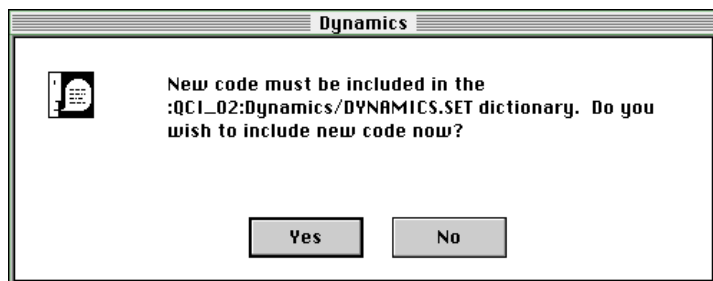 Dynamics
New code must be included in the
:QCI_02:Dynamics/DYNAMICS.SET dictionary.  Do you
wish to include new code now?
Yes
No